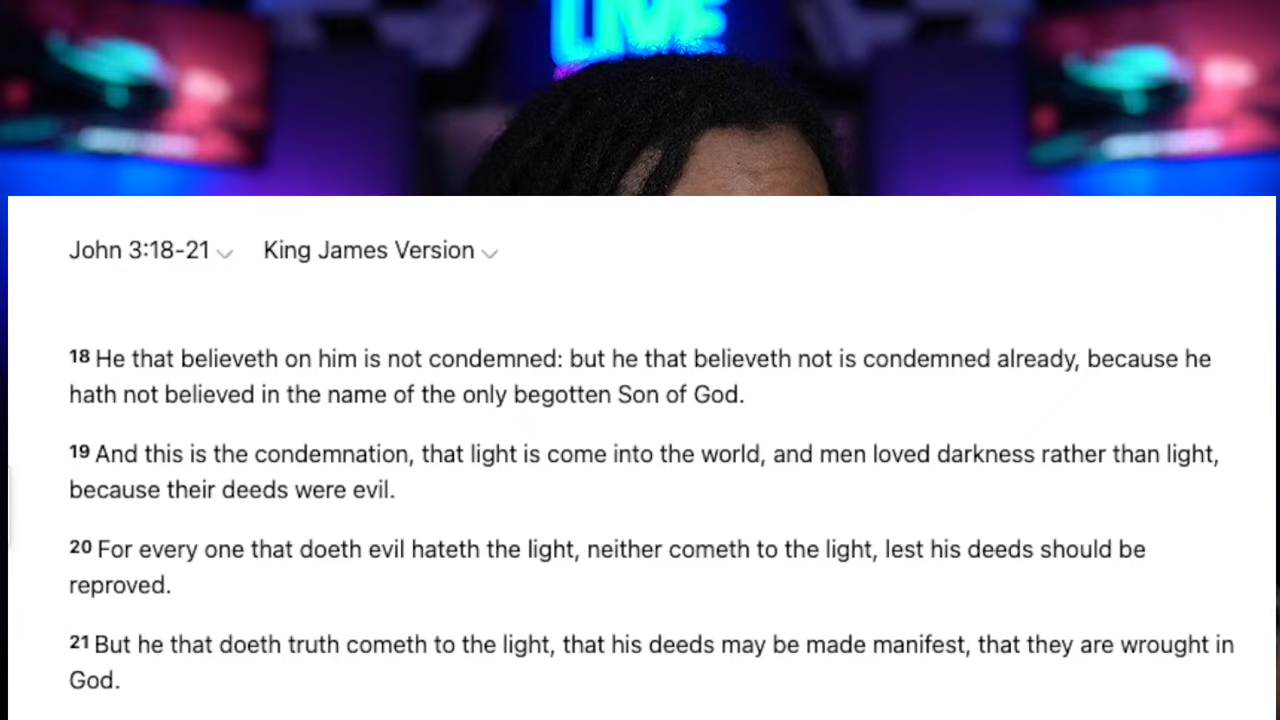 LIVE
John 3:18-21 King James Version
18 He that believeth on him is not condemned: but he that believeth not is condemned already, because he
hath not believed in the name of the only begotten Son of God.
19 And this is the condemnation, that light is come into the world, and men loved darkness rather than light,
because their deeds were evil.
20 For every one that doeth evil hateth the light, neither cometh to the light, lest his deeds should be
reproved.
21 But he that doeth truth cometh to the light, that his deeds may be made manifest, that they are wrought in
God.